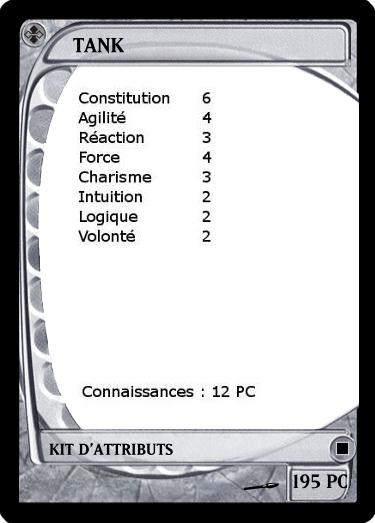 TANK
Constitution 6
Agilité 4
Réaction 3
Force 4
Charisme 3
Intuition 2
Logique 2
Volonté 2
Connaissances : 12 PC
KIT D'ATTRIBUTS
195 PC